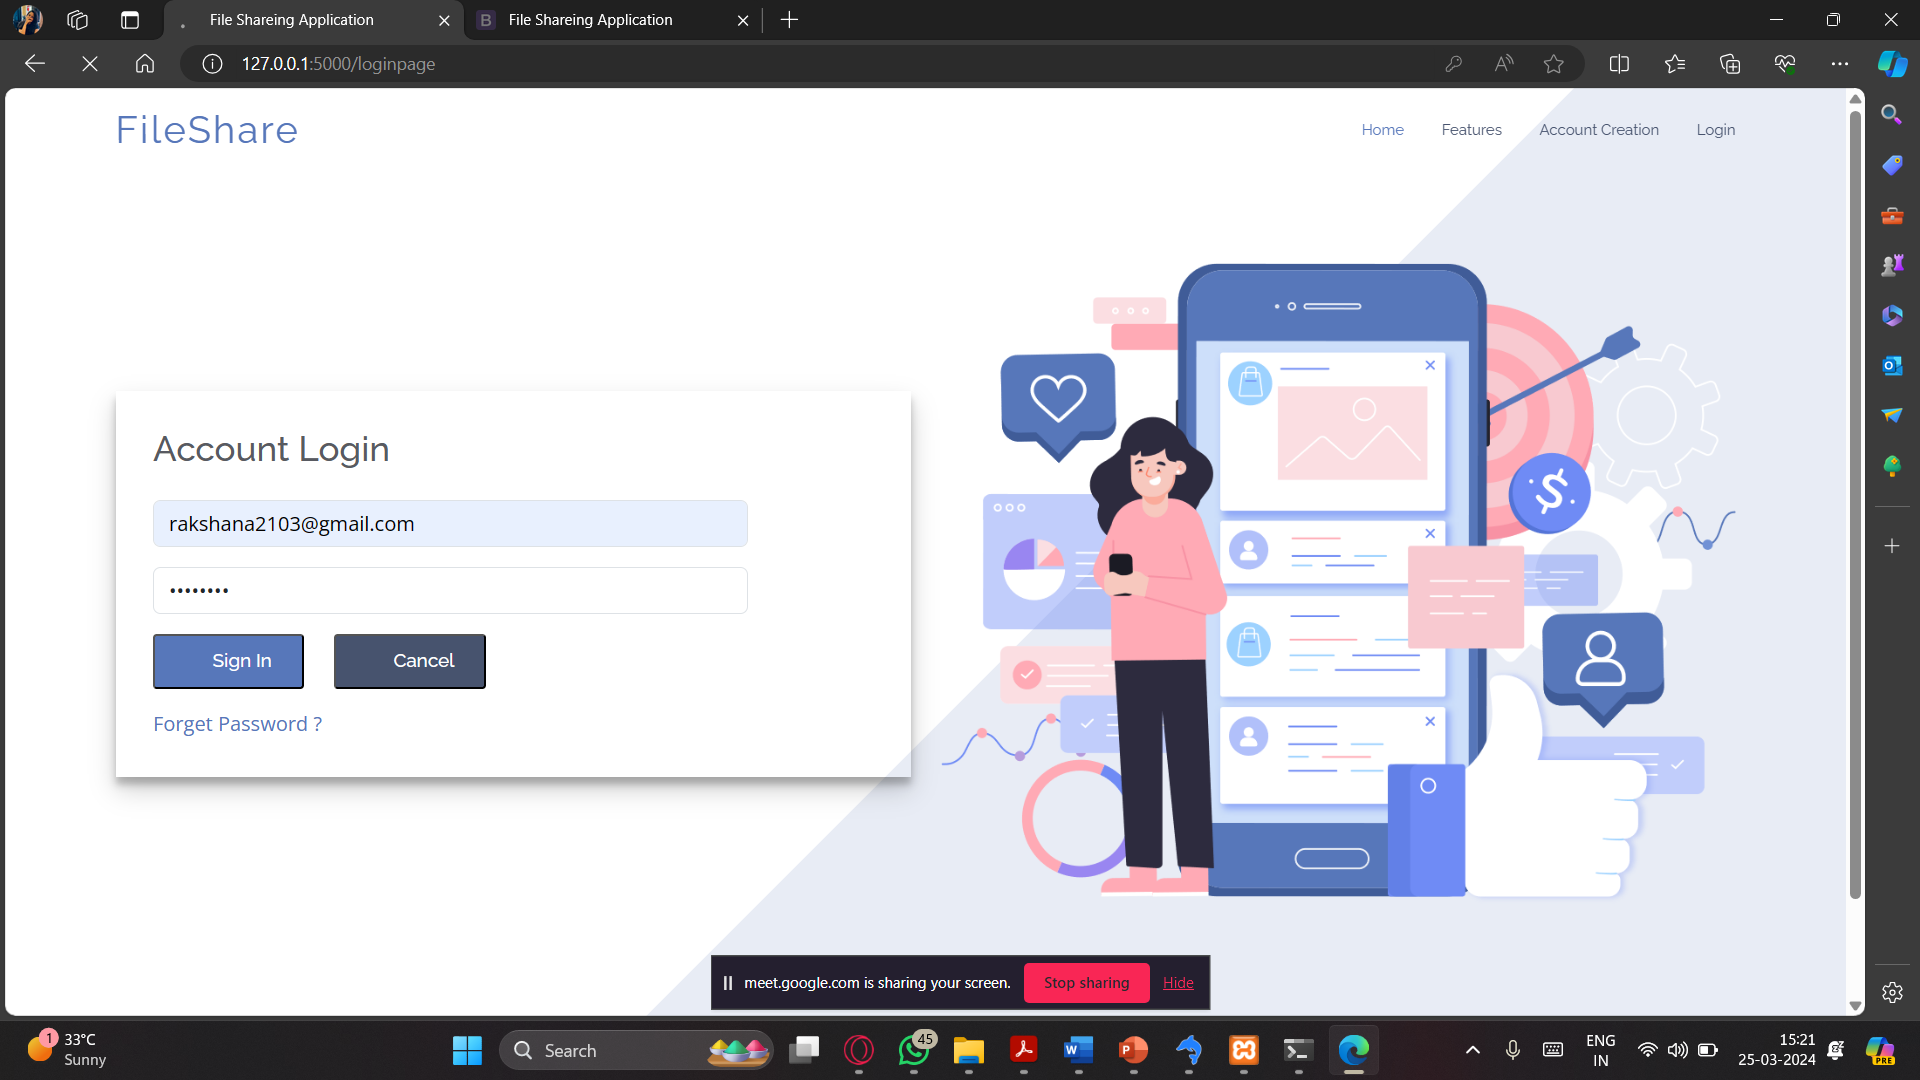 File Shareing Application
B File Shareing Application
127.0.0.1:5000/loginpage
FileShare
Home Features Account Creation Login
Account Login
rakshana2103@gmail.com
••••••••
Sign In Cancel
Forget Password ?
$
meet.google.com is sharing your screen. Stop sharing Hide
1 33°C
Sunny
Search
45
W
P
ENG
IN
15:21
25-03-2024
PRE